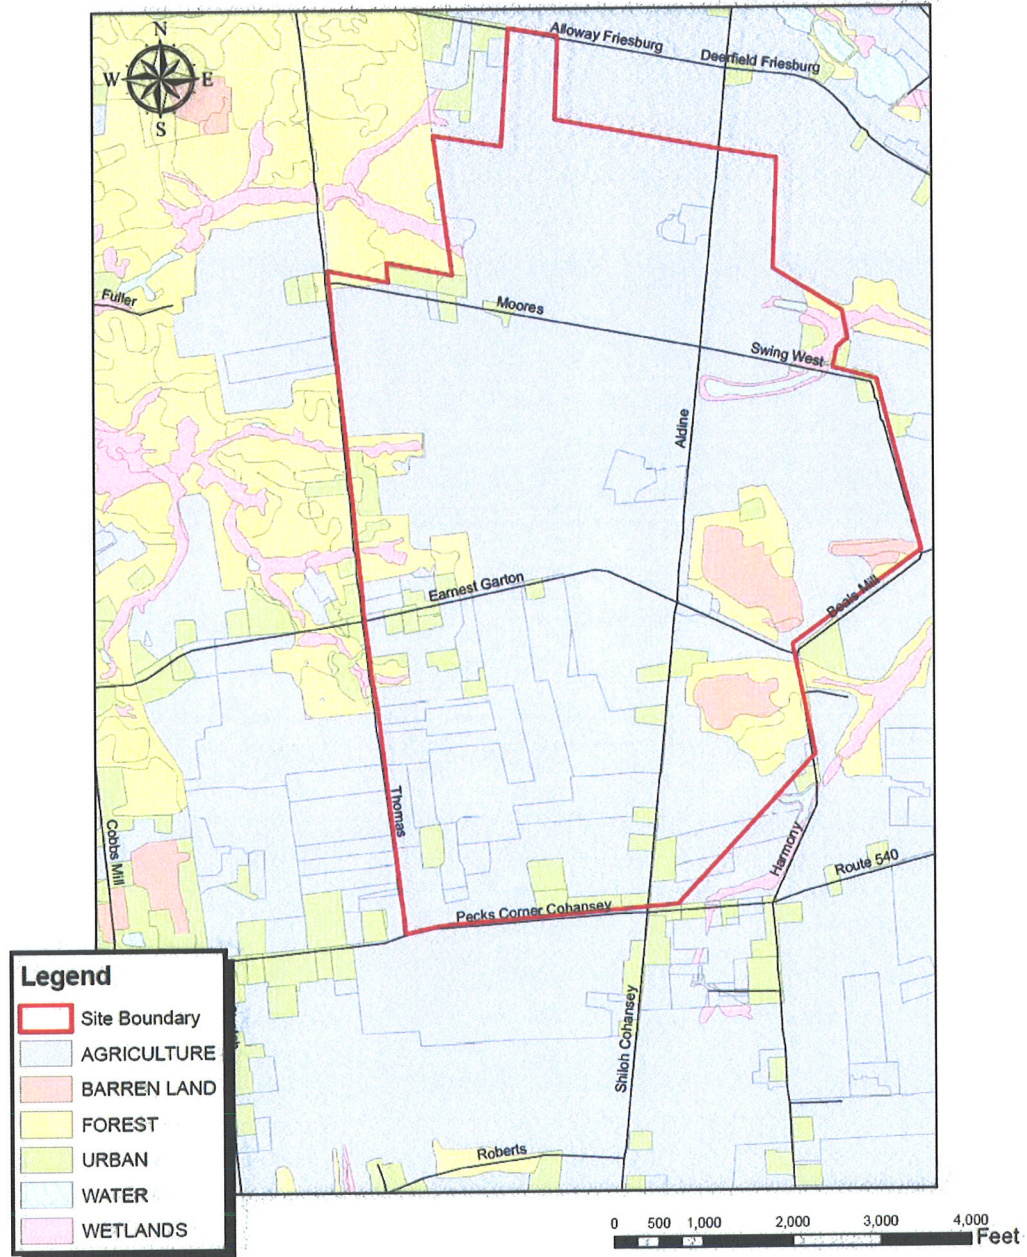 N
W E
S
Alloway Friesburg
Deerfield Friesburg
Fuller
Moores
Swing West
Aldine
Earnest Garton
Beals Mill
Thomas
Cobbs Mill
Harmony
Route 540
Pecks Corner Cohansey
Shiloh Cohansey
Roberts
Legend
Site Boundary
AGRICULTURE
BARREN LAND
FOREST
URBAN
WATER
WETLANDS
0 500 1,000 2,000 3,000 4,000
Feet